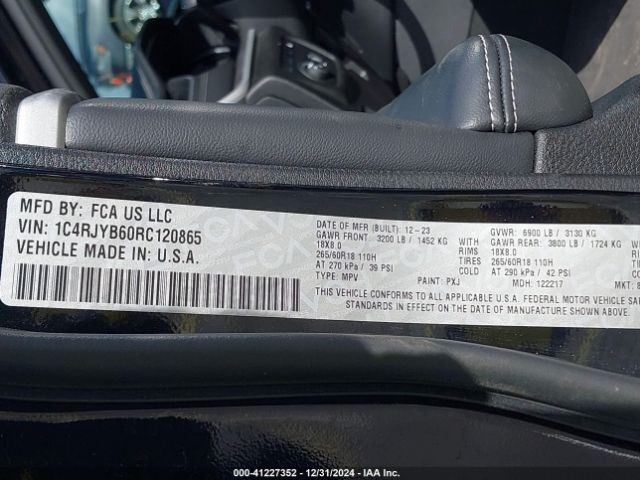 MFD BY: FCA US LLC
VIN: 1C4RJYB60RC120865
VEHICLE MADE IN: U.S.A.
DATE OF MFR (BUILT): 12-23 GVWR: 6900 LB / 3130 KG
GAWR FRONT: 3200 LB / 1452 KG WITH GAWR REAR: 3800 LB / 1724 KG
18X8.0 RIMS 18X8.0
265/60R18 110H TIRES 265/60R18 110H
AT 270 kPa / 39 PSI COLD AT 290 kPa / 42 PSI
TYPE: MPV PAINT: PXJ MDH: 122217 MKT:
THIS VEHICLE CONFORMS TO ALL APPLICABLE U.S.A. FEDERAL MOTOR VEHICLE
STANDARDS IN EFFECT ON THE DATE OF MANUFACTURE SHOWN ABOVE.
000-41227352 - 12/31/2024 - IAA Inc.